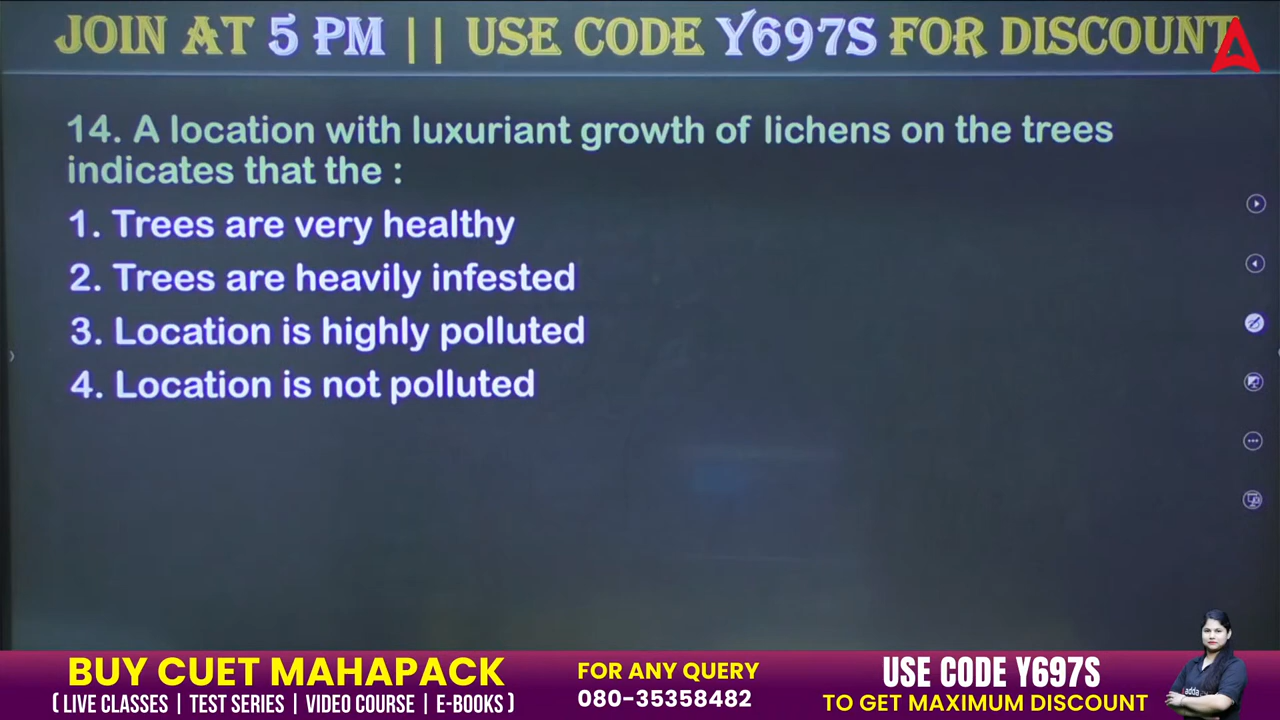 JOIN AT 5 PM || USE CODE Y697S FOR DISCOUNT
14. A location with luxuriant growth of lichens on the trees
indicates that the :
1. Trees are very healthy
2. Trees are heavily infested
3. Location is highly polluted
4. Location is not polluted
BUY CUET MAHAPACK
( LIVE CLASSES | TEST SERIES | VIDEO COURSE | E-BOOKS )
FOR ANY QUERY
080-35358482
USE CODE Y697S
TO GET MAXIMUM DISCOUNT
adda